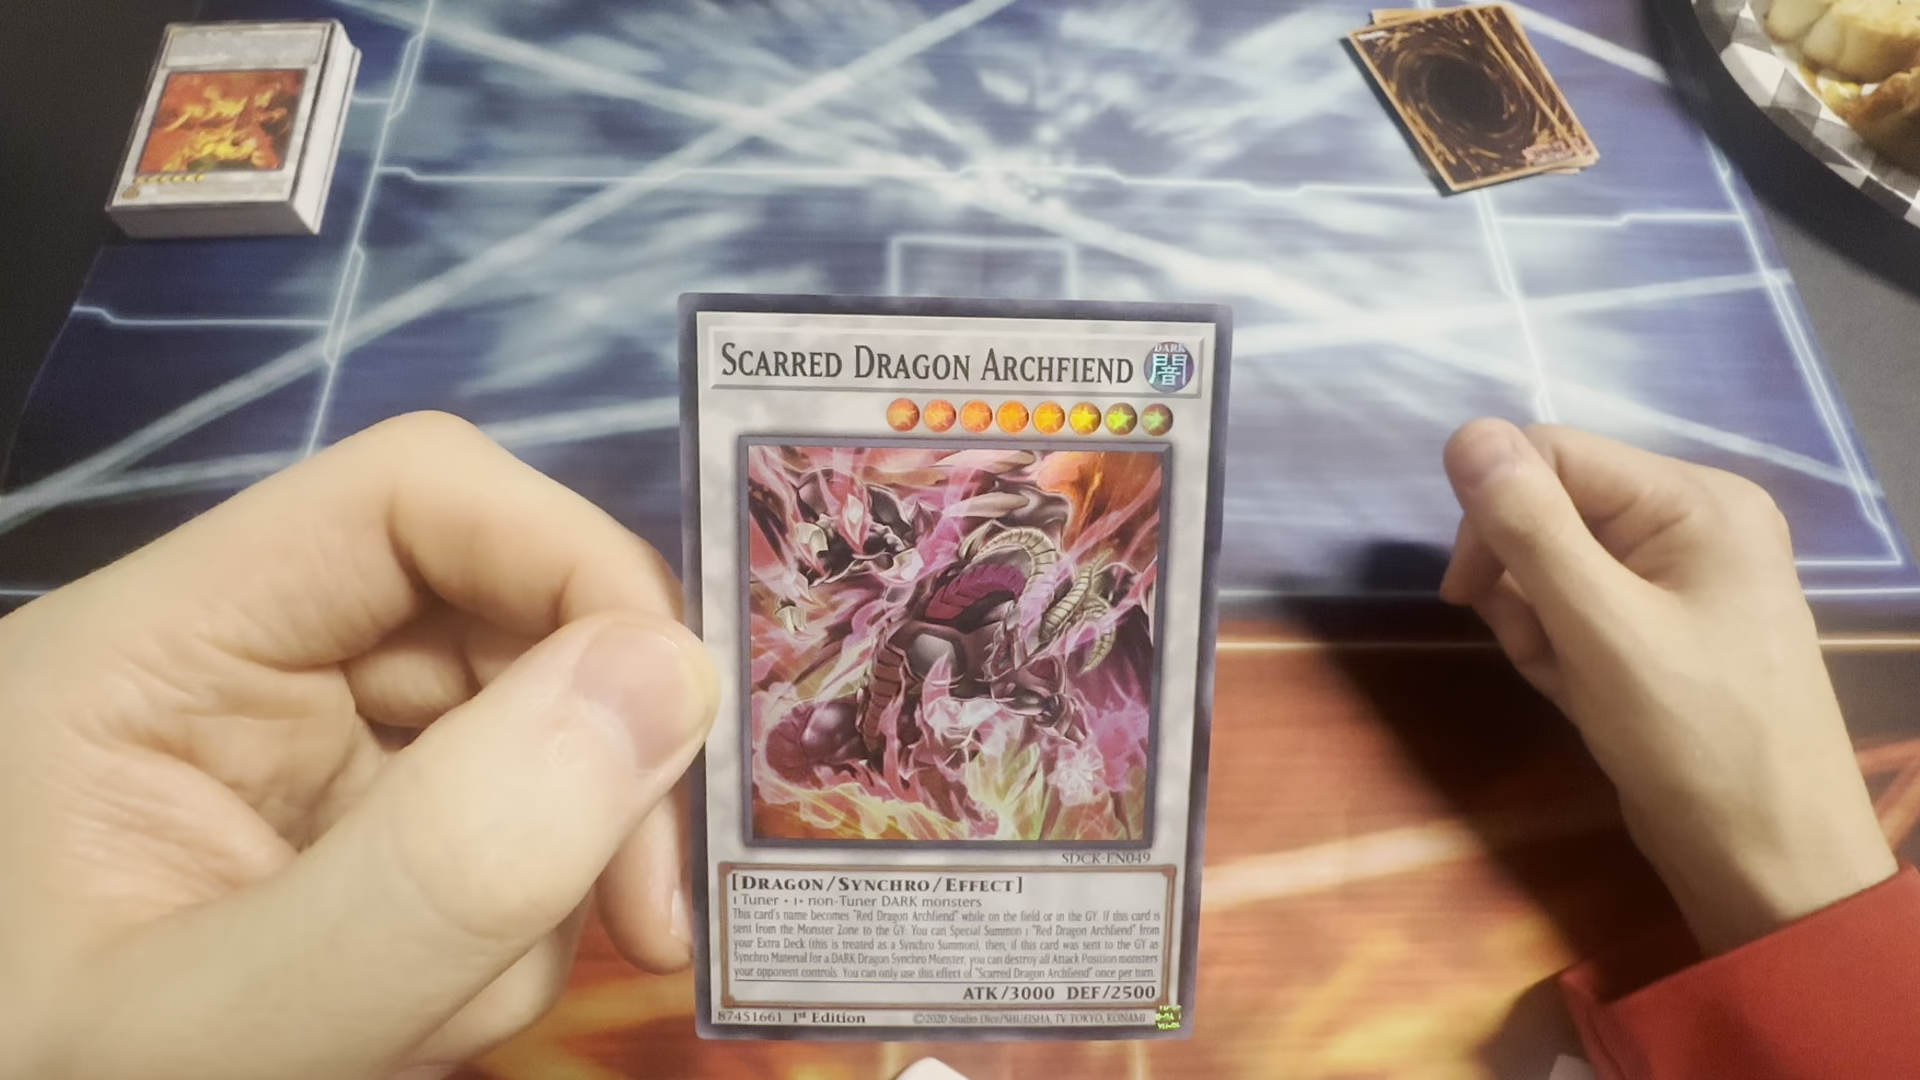 SCARRED DRAGON ARCHFIEND
DARK
闇
SDCK-EN049
[DRAGON/SYNCHRO/EFFECT]
1 Tuner + 1+ non-Tuner DARK monsters
This card's name becomes "Red Dragon Archfiend" while on the field or in the GY. If this card is
sent from the Monster Zone to the GY: You can Special Summon 1 "Red Dragon Archfiend" from
your Extra Deck (this is treated as a Synchro Summon), then, if this card was sent to the GY as
Synchro Material for a DARK Dragon Synchro Monster, you can destroy all Attack Position monsters
your opponent controls. You can only use this effect of "Scarred Dragon Archfiend" once per turn.
ATK/3000 DEF/2500
87451661 1st Edition
©2020 Studio Dice/SHUEISHA, TV TOKYO, KONAMI